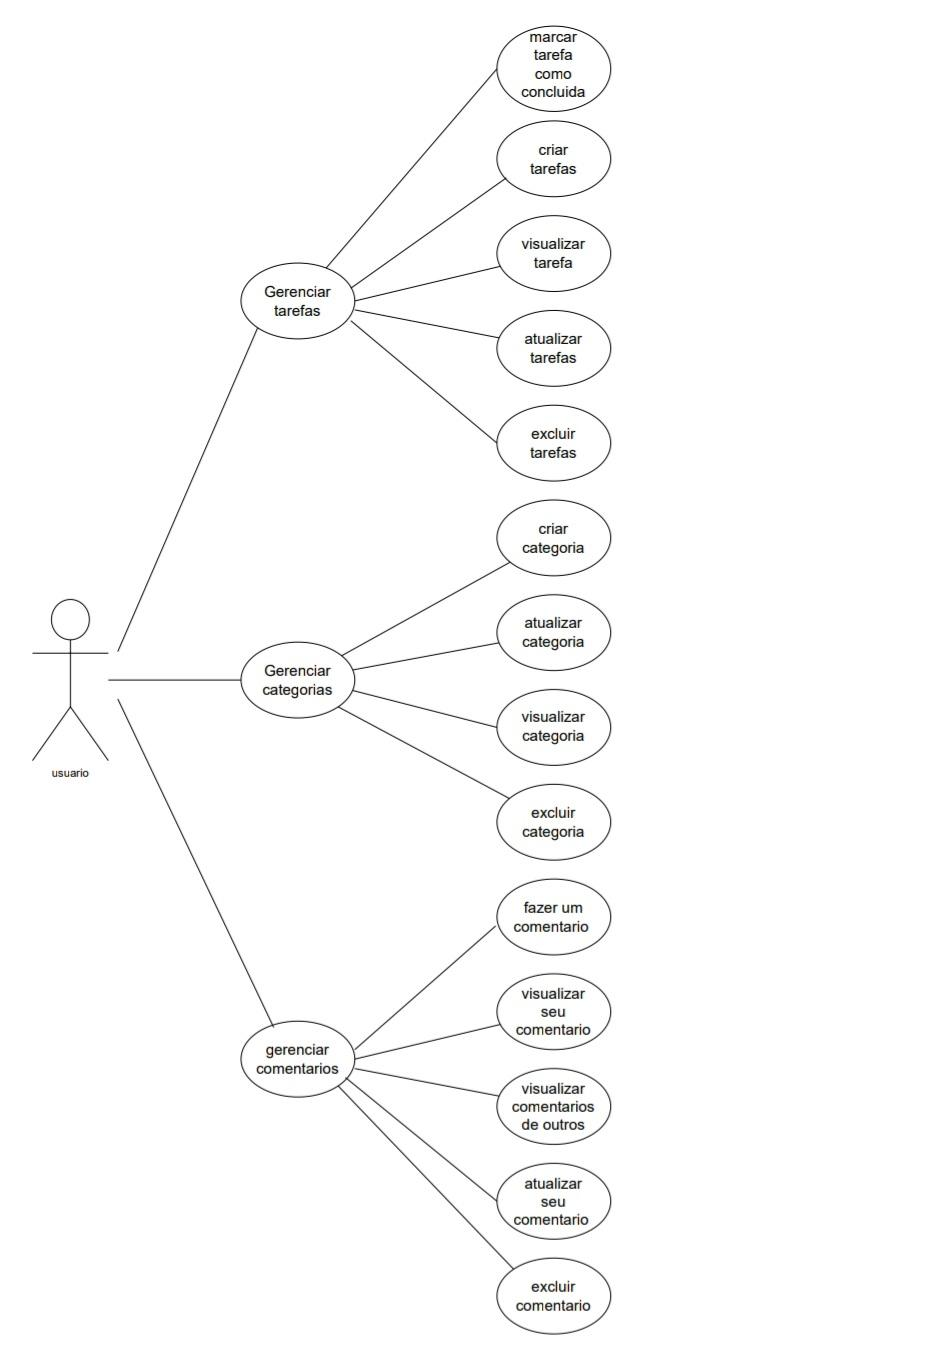 marcar
tarefa
como
concluida
criar
tarefas
visualizar
tarefa
Gerenciar
tarefas
atualizar
tarefas
excluir
tarefas
criar
categoria
atualizar
categoria
Gerenciar
categorias
visualizar
categoria
usuario
excluir
categoria
fazer um
comentario
visualizar
seu
comentario
gerenciar
comentarios
visualizar
comentarios
de outros
atualizar
seu
comentario
excluir
comentario